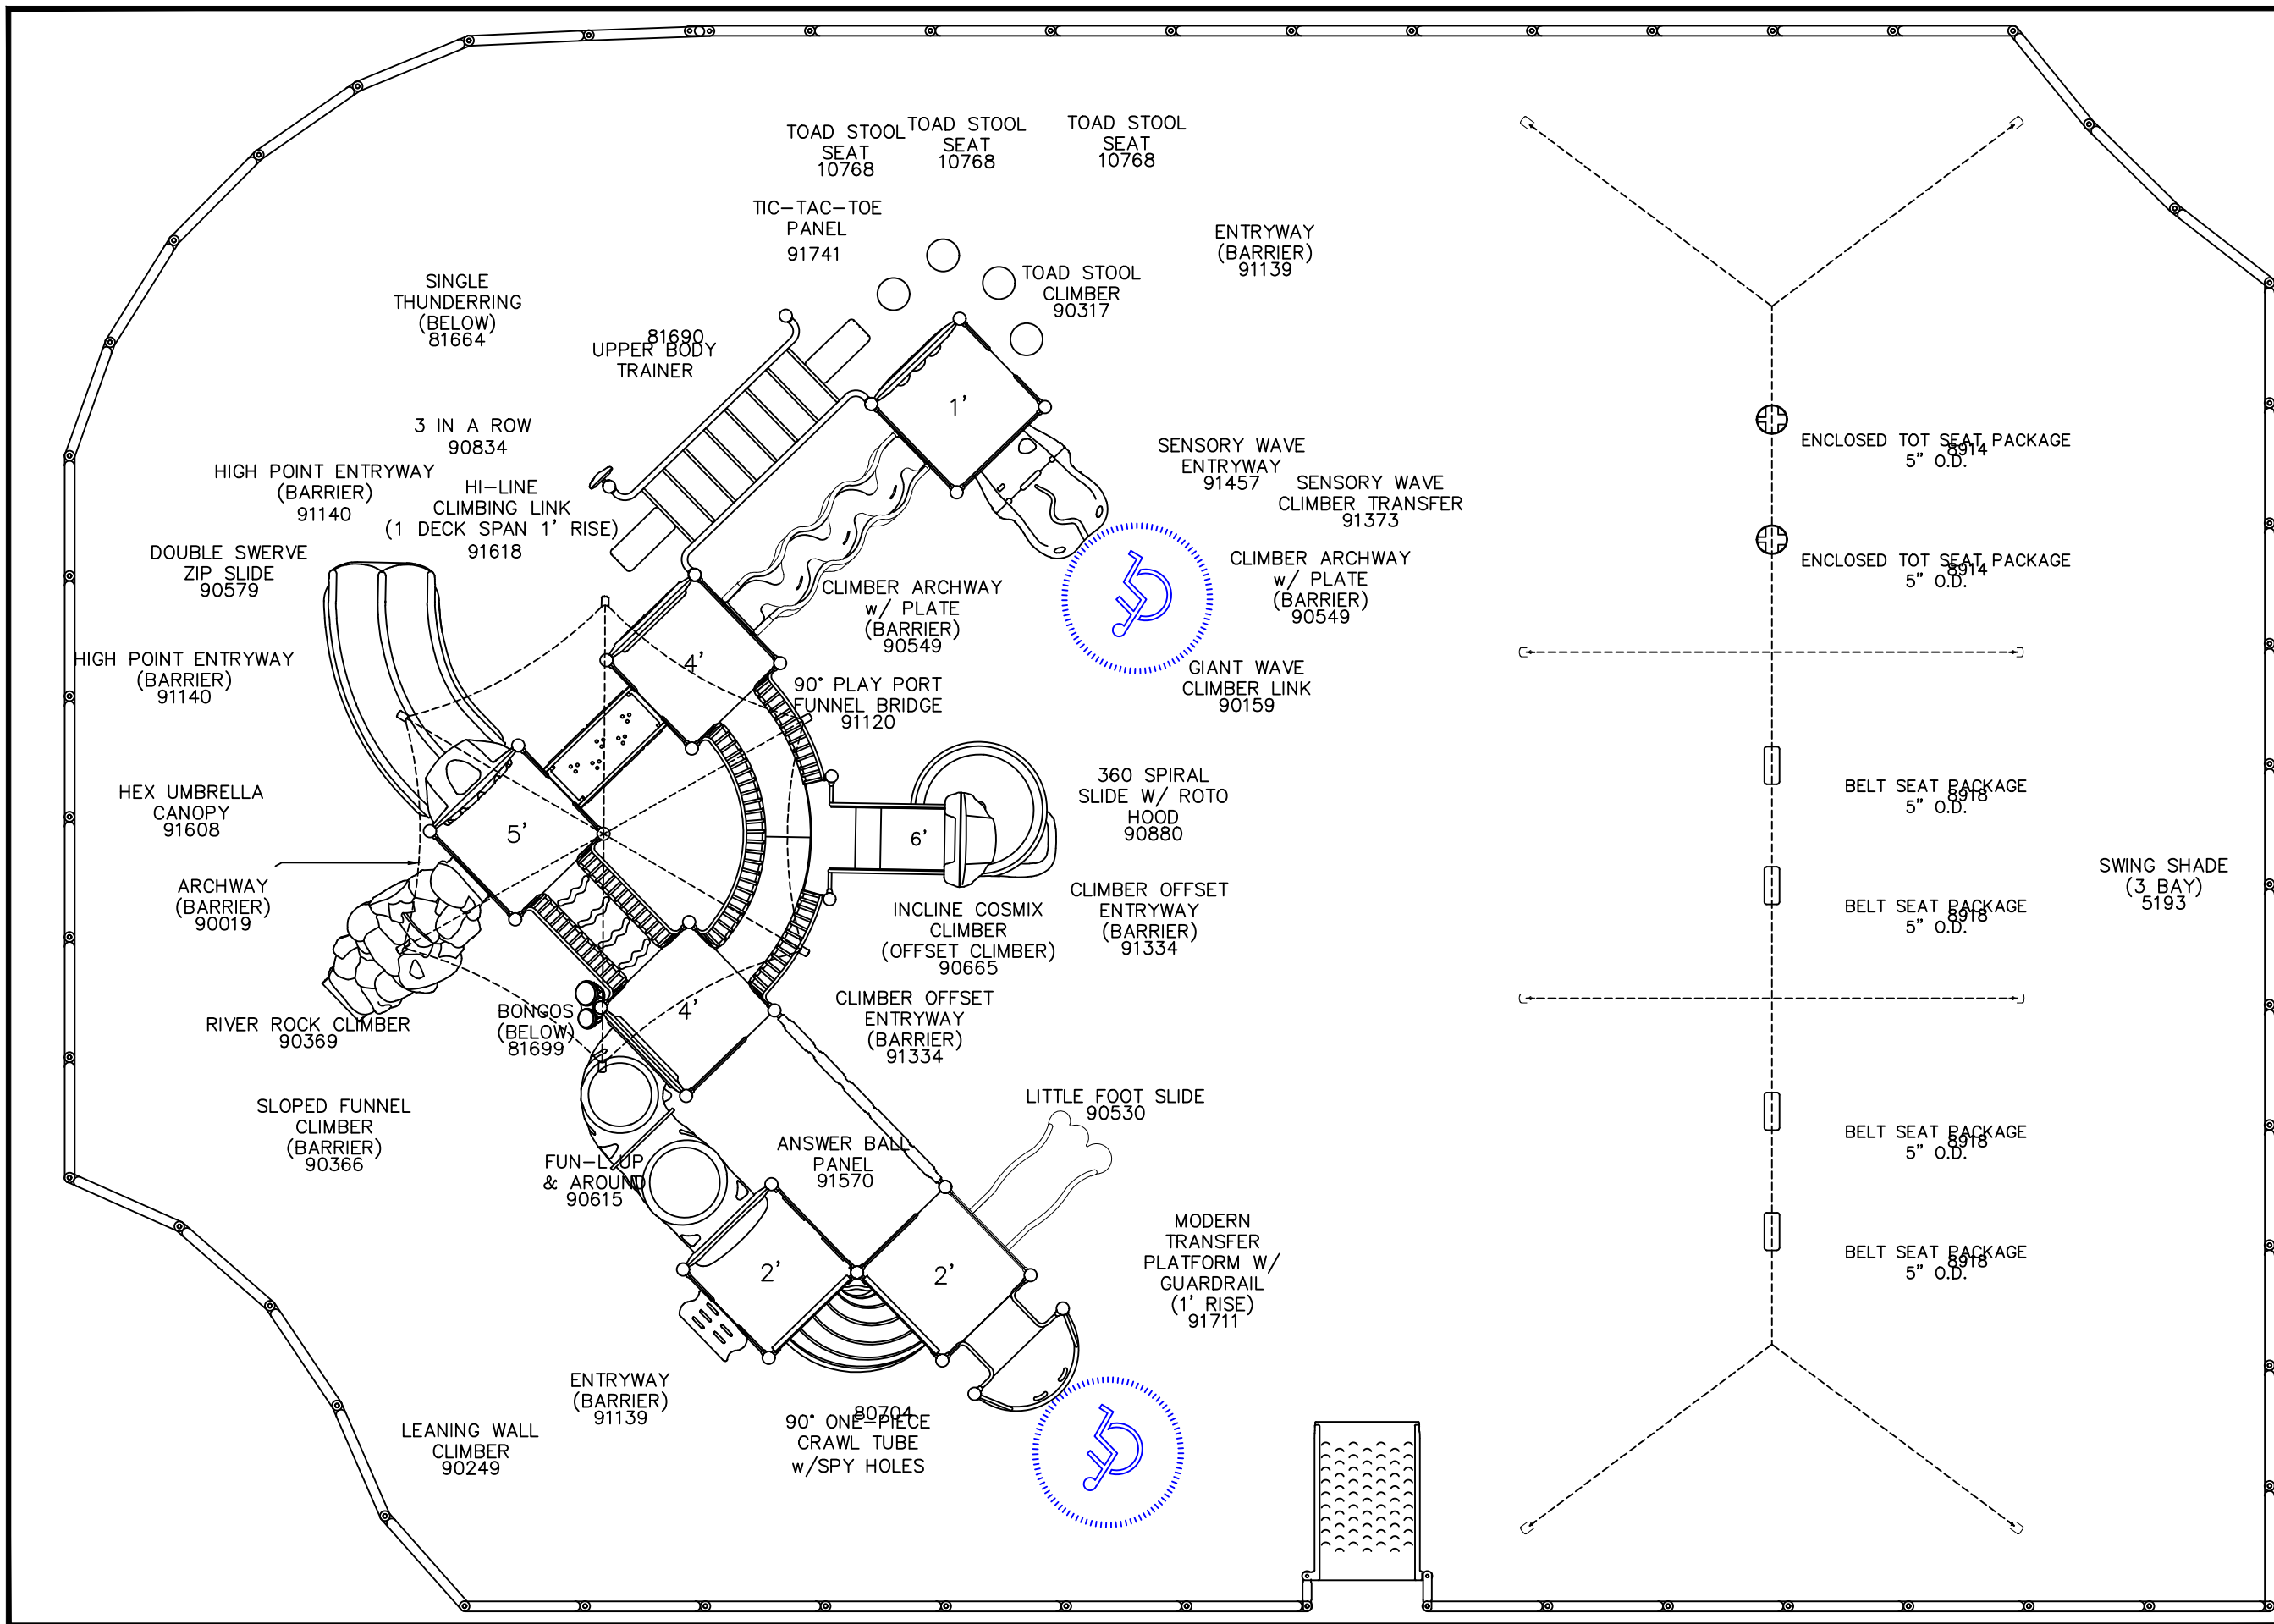 TOAD STOOL
SEAT
10768
TOAD STOOL
SEAT
10768
TOAD STOOL
SEAT
10768
TIC-TAC-TOE
PANEL
91741
ENTRYWAY
(BARRIER)
91139
TOAD STOOL
CLIMBER
90317
SINGLE
THUNDERRING
(BELOW)
81664
81690
UPPER BODY
TRAINER
1'
3 IN A ROW
90834
HIGH POINT ENTRYWAY
(BARRIER)
91140
HI-LINE
CLIMBING LINK
(1 DECK SPAN 1' RISE)
91618
SENSORY WAVE
ENTRYWAY
91457
SENSORY WAVE
CLIMBER TRANSFER
91373
ENCLOSED TOT SEAT PACKAGE
8914
5" O.D.
DOUBLE SWERVE
ZIP SLIDE
90579
CLIMBER ARCHWAY
w/ PLATE
(BARRIER)
90549
CLIMBER ARCHWAY
w/ PLATE
(BARRIER)
90549
ENCLOSED TOT SEAT PACKAGE
8914
5" O.D.
HIGH POINT ENTRYWAY
(BARRIER)
91140
4'
90° PLAY PORT
FUNNEL BRIDGE
91120
GIANT WAVE
CLIMBER LINK
90159
HEX UMBRELLA
CANOPY
91608
5'
6'
360 SPIRAL
SLIDE W/ ROTO
HOOD
90880
BELT SEAT PACKAGE
8918
5" O.D.
ARCHWAY
(BARRIER)
90019
INCLINE COSMIX
CLIMBER
(OFFSET CLIMBER)
90665
CLIMBER OFFSET
ENTRYWAY
(BARRIER)
91334
BELT SEAT PACKAGE
8918
5" O.D.
SWING SHADE
(3 BAY)
5193
RIVER ROCK CLIMBER
90369
BONGOS
(BELOW)
81699
4'
CLIMBER OFFSET
ENTRYWAY
(BARRIER)
91334
SLOPED FUNNEL
CLIMBER
(BARRIER)
90366
FUN-L UP
& AROUND
90615
ANSWER BALL
PANEL
91570
LITTLE FOOT SLIDE
90530
BELT SEAT PACKAGE
8918
5" O.D.
2'
2'
MODERN
TRANSFER
PLATFORM W/
GUARDRAIL
(1' RISE)
91711
BELT SEAT PACKAGE
8918
5" O.D.
LEANING WALL
CLIMBER
90249
ENTRYWAY
(BARRIER)
91139
80704
90° ONE-PIECE
CRAWL TUBE
w/SPY HOLES